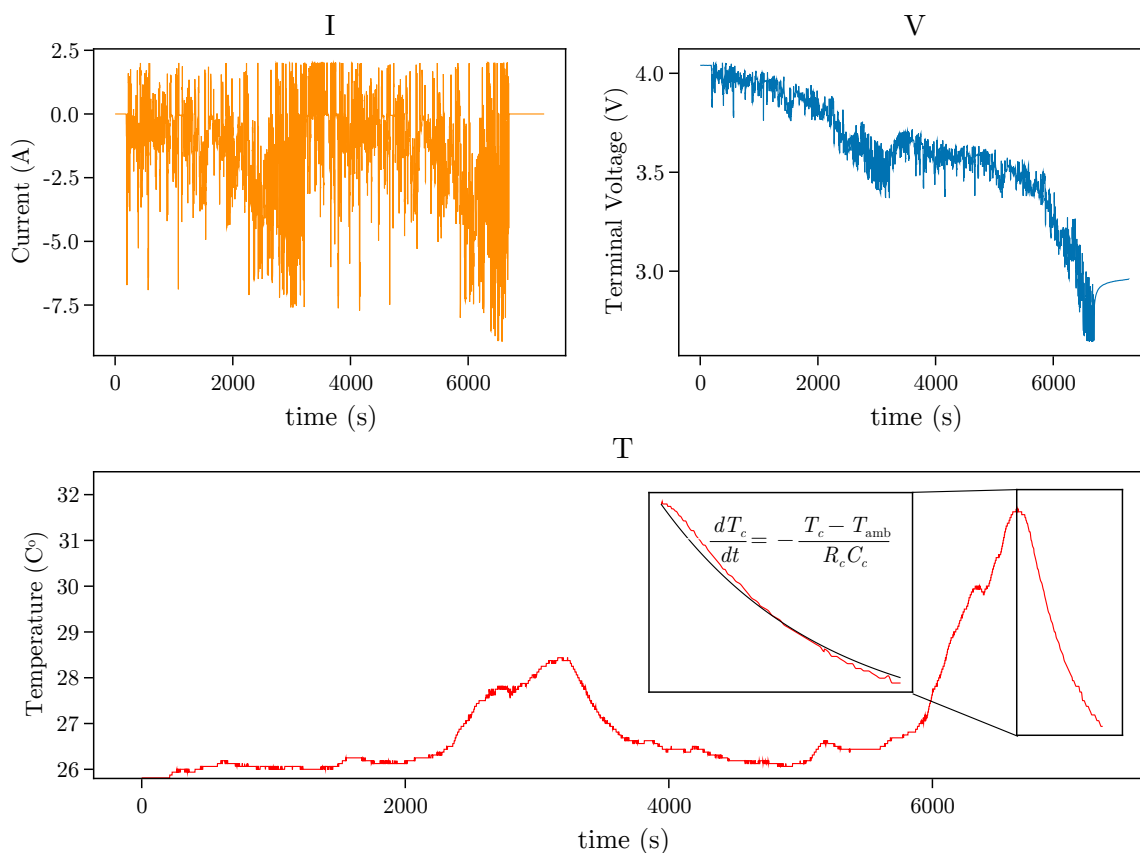 I
Current (A)
2.5
0.0
-2.5
-5.0
-7.5
0 2000 4000 6000
time (s)
V
Terminal Voltage (V)
4.0
3.5
3.0
0 2000 4000 6000
time (s)
T
Temperature (Cº)
32
31
30
29
28
27
26
dT_c/dt = − (T_c − T_amb)/(R_c C_c)
0 2000 4000 6000
time (s)